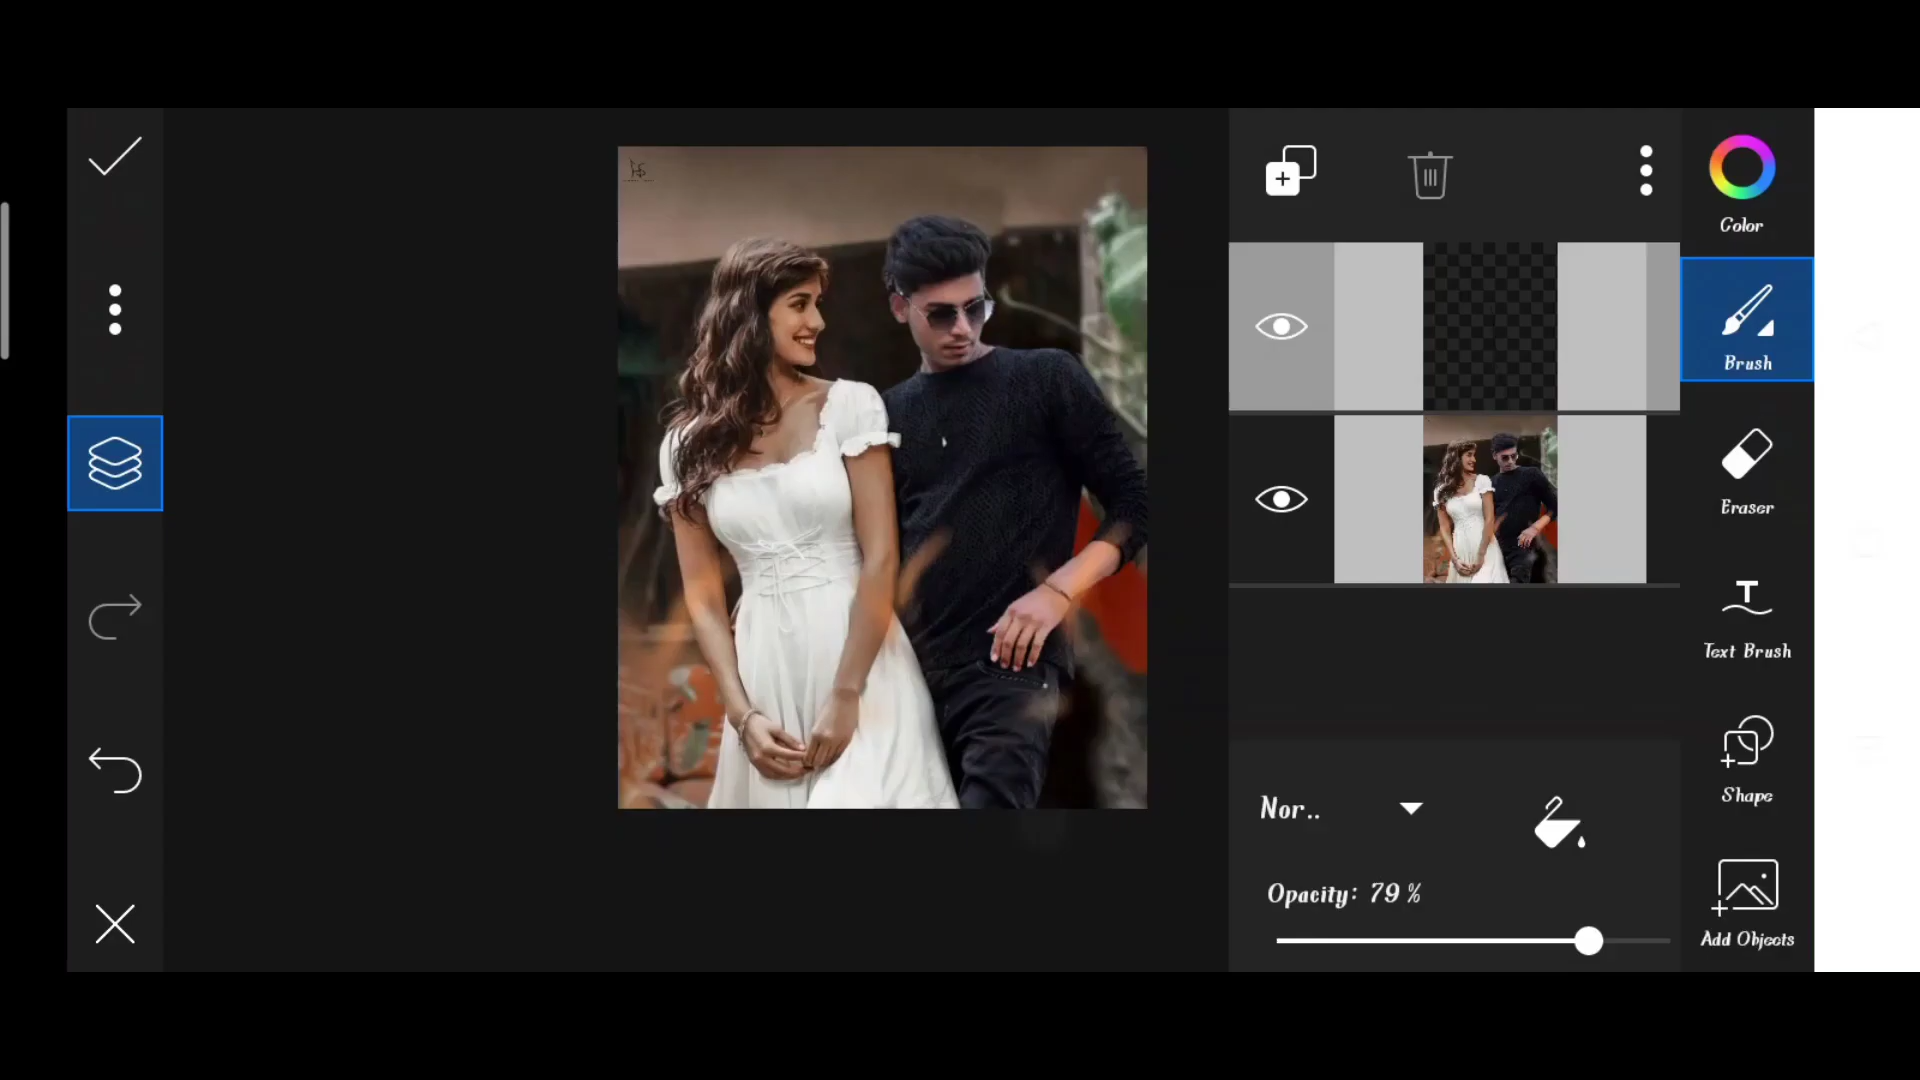 Color
Brush
Eraser
T
Text Brush
Shape
Nor..
Opacity: 79 %
Add Objects